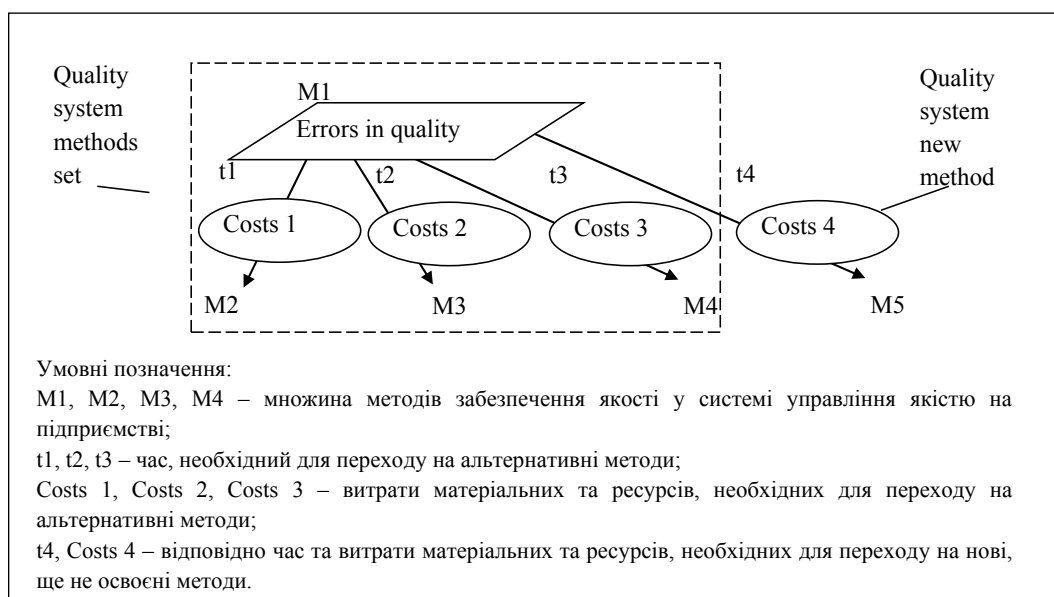 Quality
system
methods
set
M1
Errors in quality
Quality
system
new
method
t1
t2
t3
t4
Costs 1
Costs 2
Costs 3
Costs 4
M2
M3
M4
M5
Умовні позначення:
M1, M2, M3, M4 – множина методів забезпечення якості у системі управління якістю на
підприємстві;
t1, t2, t3 – час, необхідний для переходу на альтернативні методи;
Costs 1, Costs 2, Costs 3 – витрати матеріальних та ресурсів, необхідних для переходу на
альтернативні методи;
t4, Costs 4 – відповідно час та витрати матеріальних та ресурсів, необхідних для переходу на нові,
ще не освоєні методи.